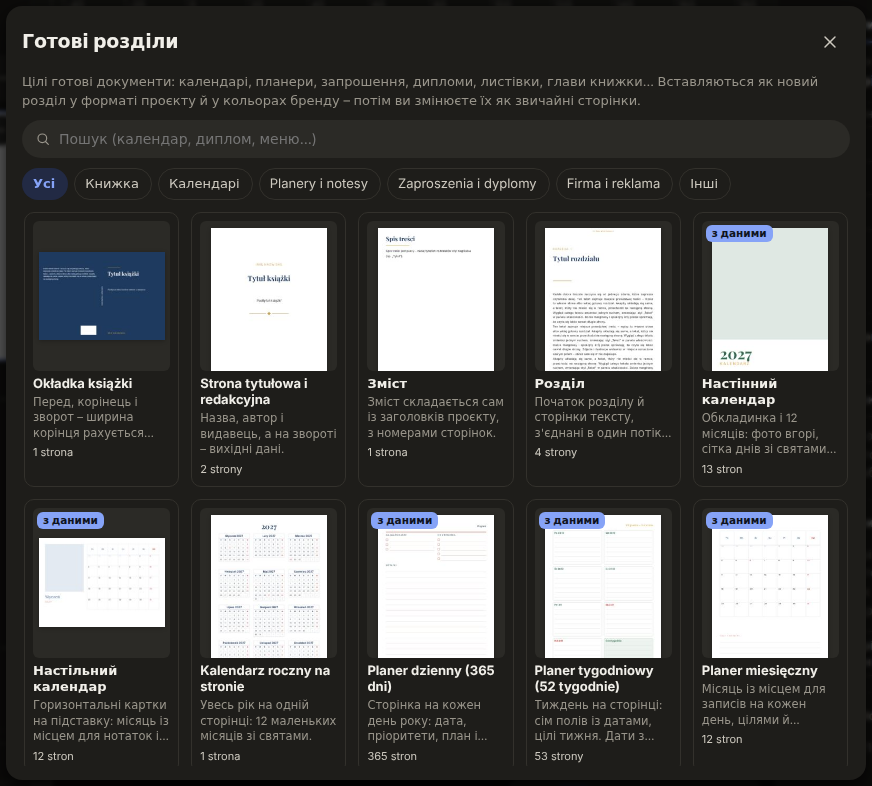 Готові розділи
Цілі готові документи: календарі, планери, запрошення, дипломи, листівки, глави книжки... Вставляються як новий
розділ у форматі проєкту й у кольорах бренду – потім ви змінюєте їх як звичайні сторінки.
Пошук (календар, диплом, меню...)
Усі
Книжка
Календарі
Planery i notesy
Zaproszenia i dyplomy
Firma i reklama
Інші
Tytuł książki
Okładka książki
Перед, корінець і
зворот – ширина
корінця рахується...
1 strona
Tytuł książki
Strona tytułowa i
redakcyjna
Назва, автор і
видавець, а на звороті
– вихідні дані.
2 strony
Spis treści
Зміст
Зміст складається сам
із заголовків проєкту,
з номерами сторінок.
1 strona
Tytuł rozdziału
Розділ
Початок розділу й
сторінки тексту,
з'єднані в один потік...
4 strony
з даними
2027
Настінний
календар
Обкладинка і 12
місяців: фото вгорі,
сітка днів зі святами...
13 stron
з даними
Настільний
календар
Горизонтальні картки
на підставку: місяць із
місцем для нотаток і...
12 stron
2027
Kalendarz roczny na
stronie
Увесь рік на одній
сторінці: 12 маленьких
місяців зі святами.
1 strona
з даними
Planer dzienny (365
dni)
Сторінка на кожен
день року: дата,
пріоритети, план і...
365 stron
з даними
Planer tygodniowy
(52 tygodnie)
Тиждень на сторінці:
сім полів із датами,
цілі тижня. Дати з...
53 strony
з даними
Planer miesięczny
Місяць із місцем для
записів на кожен
день, цілями й...
12 stron